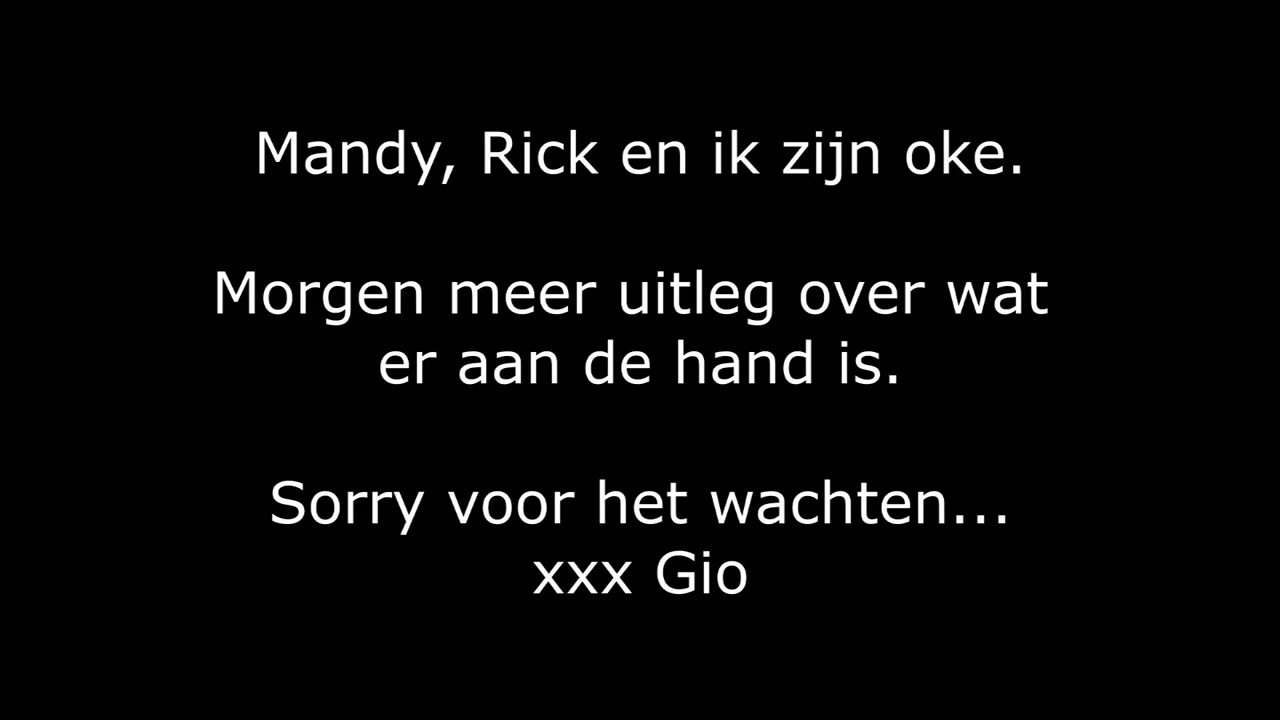 Mandy, Rick en ik zijn oke.
Morgen meer uitleg over wat
er aan de hand is.
Sorry voor het wachten...
xxx Gio